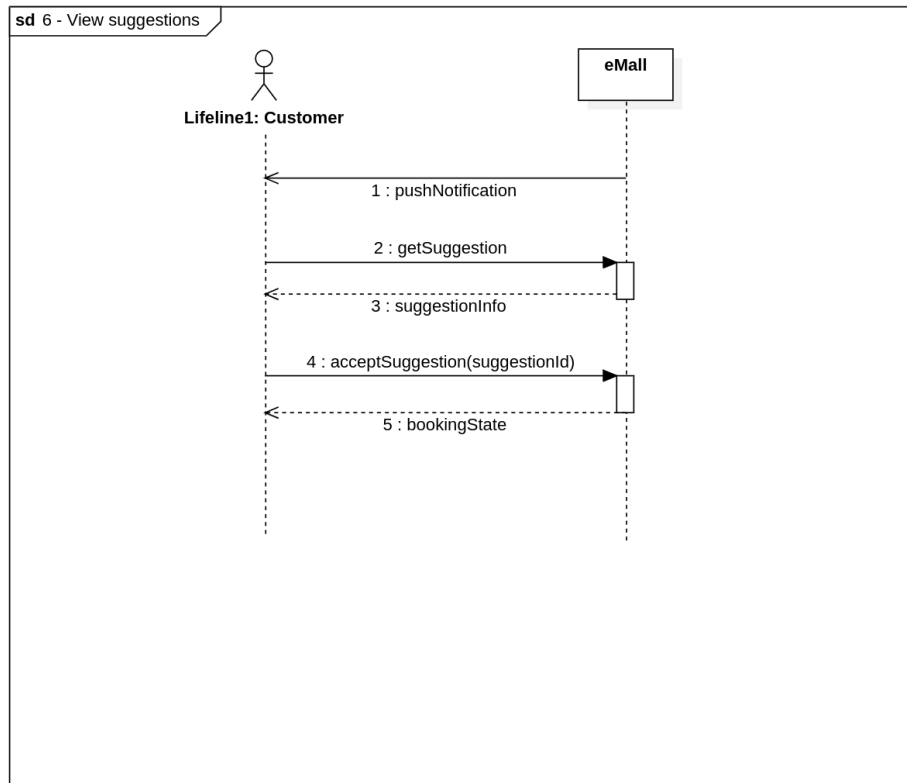 sd 6 - View suggestions
eMall
Lifeline1: Customer
1 : pushNotification
2 : getSuggestion
3 : suggestionInfo
4 : acceptSuggestion(suggestionId)
5 : bookingState